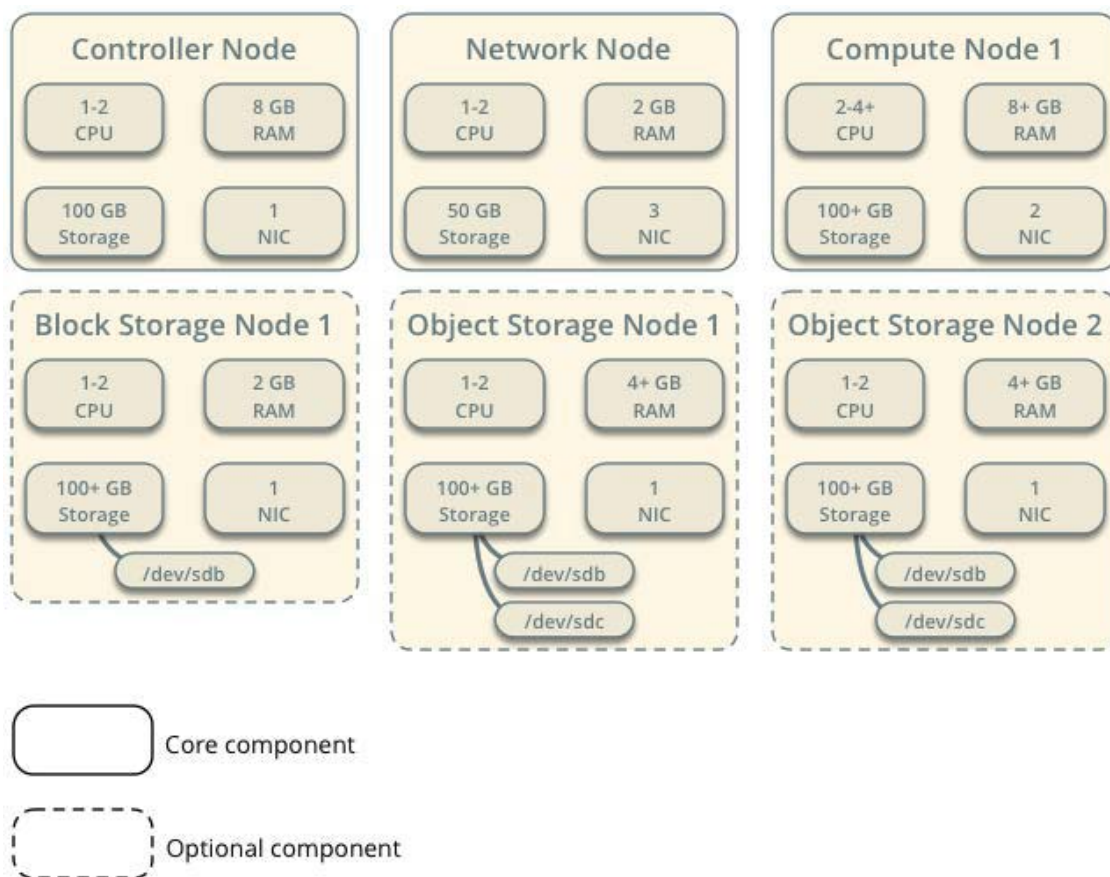 Controller Node
1-2
CPU
8 GB
RAM
100 GB
Storage
1
NIC
Network Node
1-2
CPU
2 GB
RAM
50 GB
Storage
3
NIC
Compute Node 1
2-4+
CPU
8+ GB
RAM
100+ GB
Storage
2
NIC
Block Storage Node 1
1-2
CPU
2 GB
RAM
100+ GB
Storage
1
NIC
/dev/sdb
Object Storage Node 1
1-2
CPU
4+ GB
RAM
100+ GB
Storage
1
NIC
/dev/sdb
/dev/sdc
Object Storage Node 2
1-2
CPU
4+ GB
RAM
100+ GB
Storage
1
NIC
/dev/sdb
/dev/sdc
Core component
Optional component